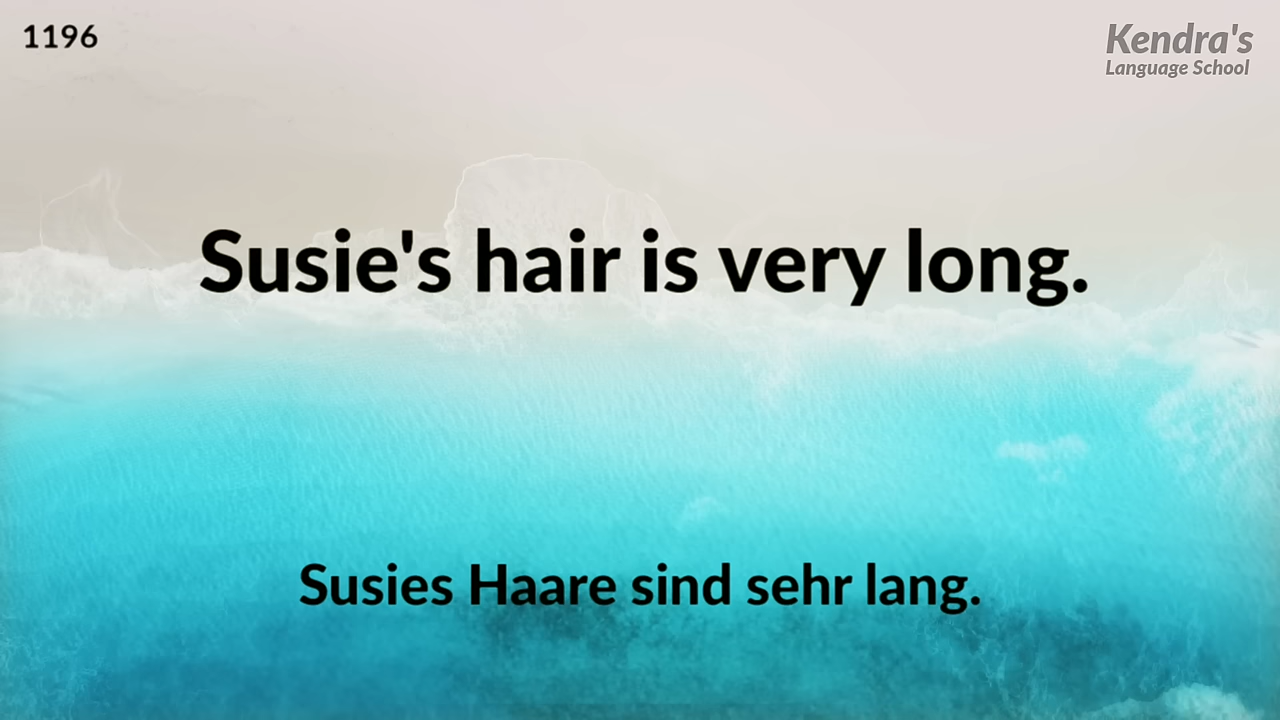 1196
Kendra's
Language School
Susie's hair is very long.
Susies Haare sind sehr lang.